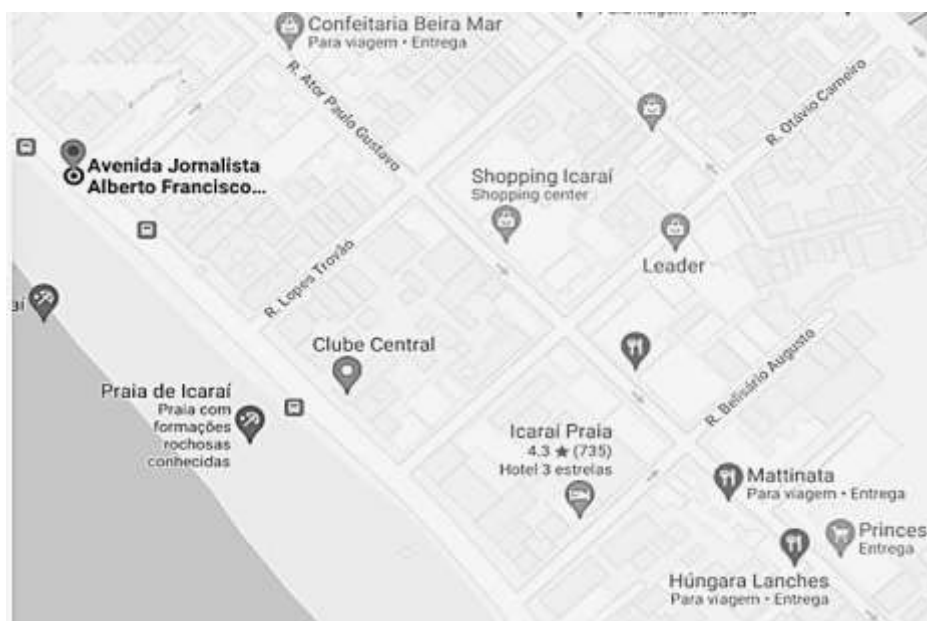 Confeitaria Beira Mar
Para viagem • Entrega
R. Ator Paulo Gustavo
R. Otávio Carneiro
Avenida Jornalista
Alberto Francisco...
Shopping Icaraí
Shopping center
Leader
R. Lopes Trovão
Clube Central
R. Belisário Augusto
Praia de Icaraí
Praia com
formações
rochosas
conhecidas
Icaraí Praia
4.3 ★ (735)
Hotel 3 estrelas
Mattinata
Para viagem • Entrega
Princes
Entrega
Húngara Lanches
Para viagem • Entrega